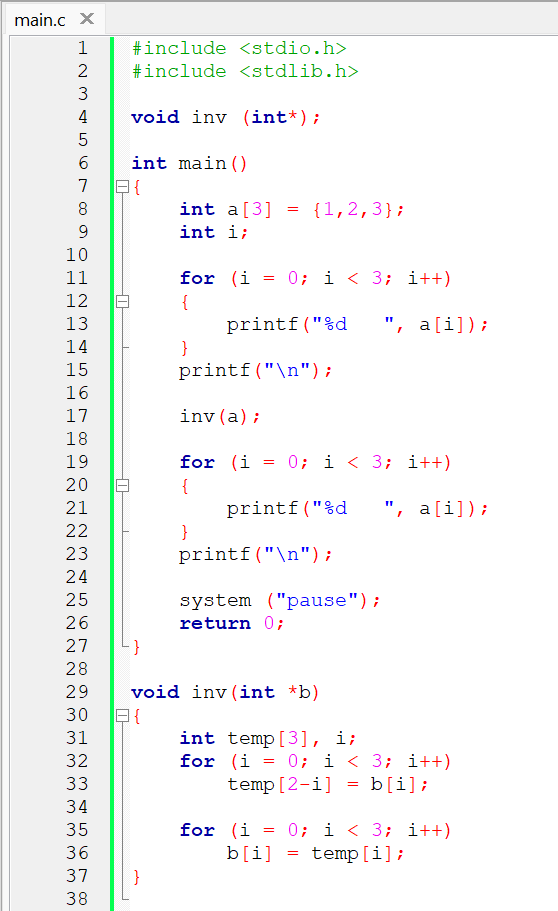 main.c ×
1 #include <stdio.h>
2 #include <stdlib.h>
3
4 void inv (int*);
5
6 int main()
7 {
8     int a[3] = {1,2,3};
9     int i;
10
11     for (i = 0; i < 3; i++)
12     {
13         printf("%d   ", a[i]);
14     }
15     printf("\n");
16
17     inv(a);
18
19     for (i = 0; i < 3; i++)
20     {
21         printf("%d   ", a[i]);
22     }
23     printf("\n");
24
25     system ("pause");
26     return 0;
27 }
28
29 void inv(int *b)
30 {
31     int temp[3], i;
32     for (i = 0; i < 3; i++)
33         temp[2-i] = b[i];
34
35     for (i = 0; i < 3; i++)
36         b[i] = temp[i];
37 }
38